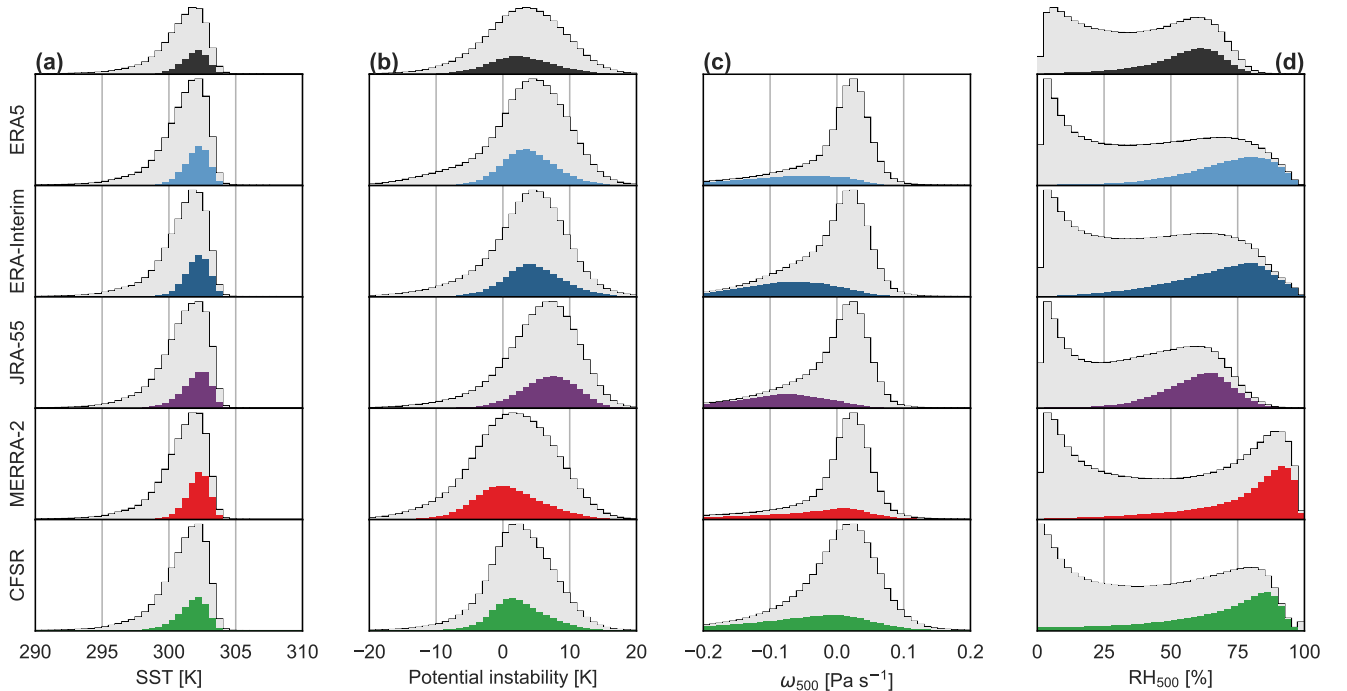 (a)
(b)
(c)
(d)
ERA5
ERA-Interim
JRA-55
MERRA-2
CFSR
290 295 300 305 310
−20 −10 0 10 20
−0.2 −0.1 0.0 0.1 0.2
0 25 50 75 100
SST [K]
Potential instability [K]
ω500 [Pa s−1]
RH500 [%]